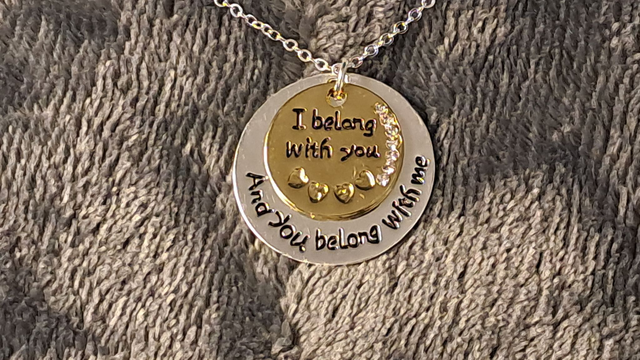 I belong
with you
And You belong with me